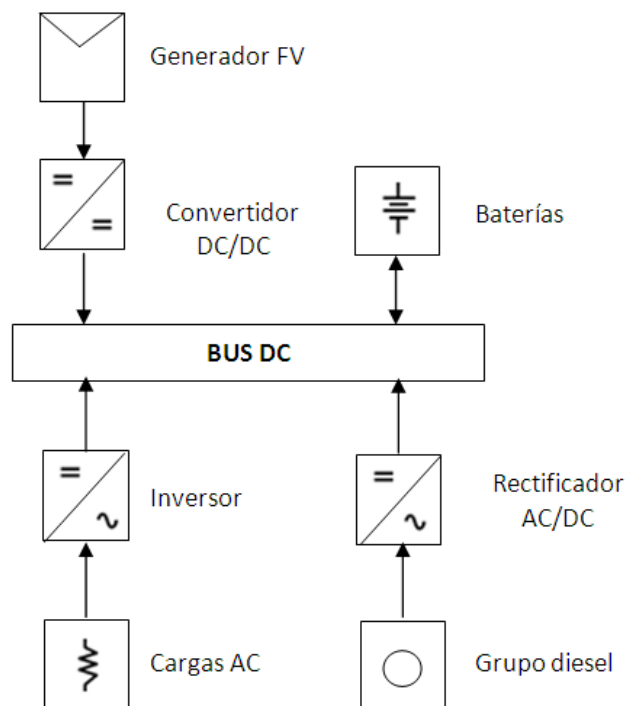 Generador FV
Convertidor
DC/DC
Baterías
BUS DC
Inversor
Rectificador
AC/DC
Cargas AC
Grupo diesel